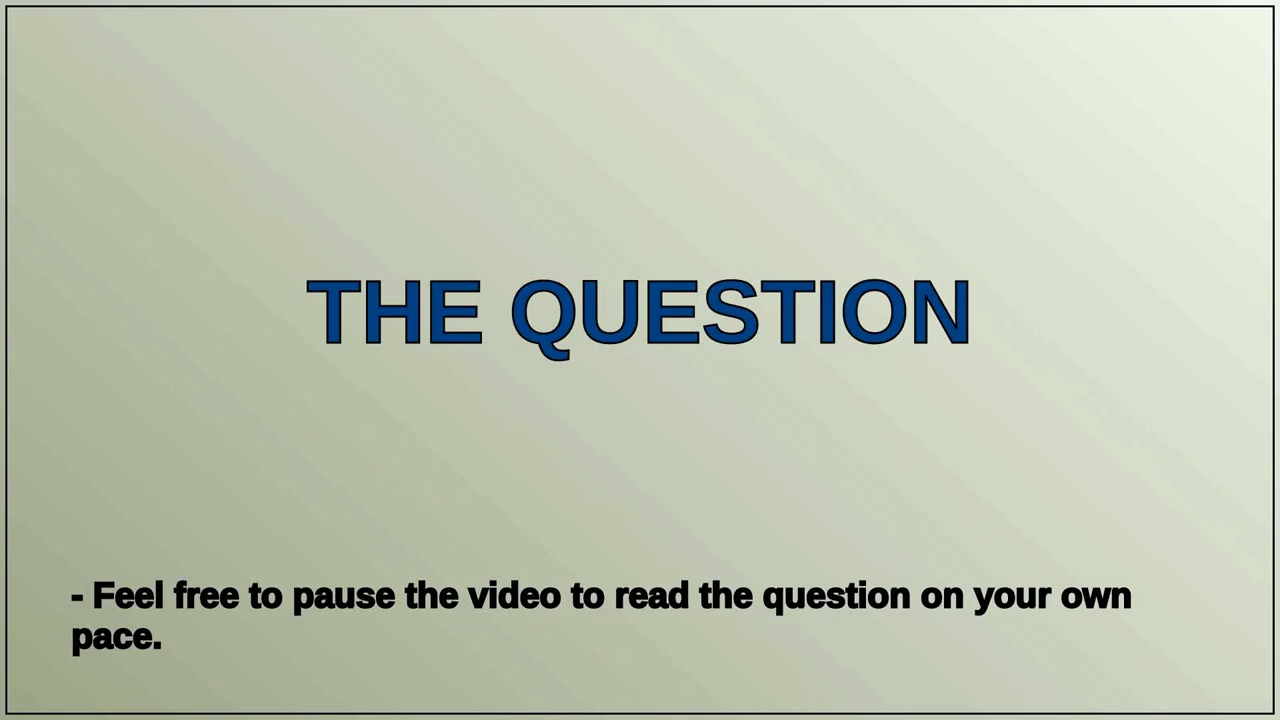 THE QUESTION
- Feel free to pause the video to read the question on your own
pace.